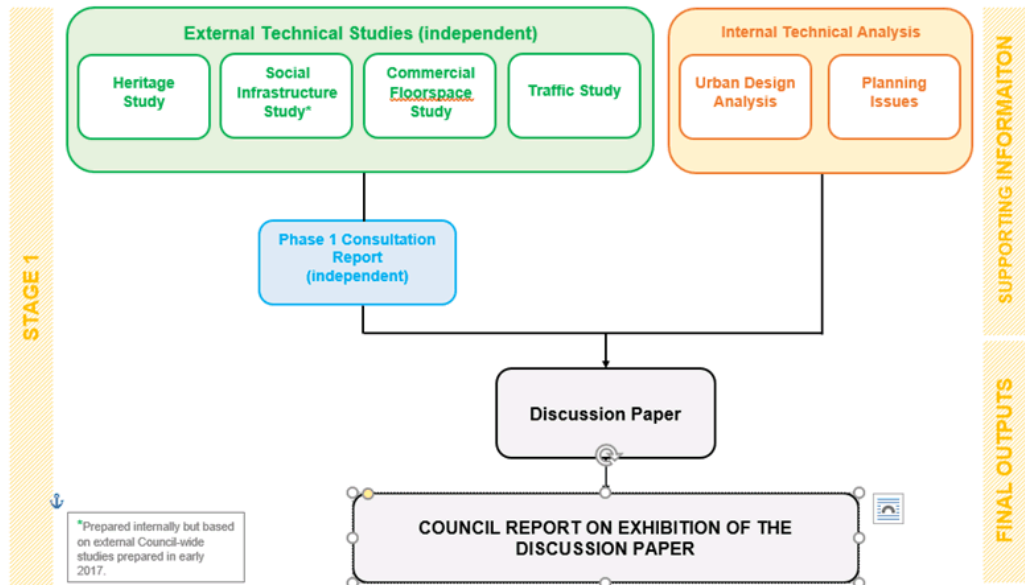 External Technical Studies (independent)
Heritage
Study
Social
Infrastructure
Study*
Commercial
Floorspace
Study
Traffic Study
Internal Technical Analysis
Urban Design
Analysis
Planning
Issues
Phase 1 Consultation
Report
(independent)
Discussion Paper
COUNCIL REPORT ON EXHIBITION OF THE
DISCUSSION PAPER
STAGE 1
SUPPORTING INFORMAITON
FINAL OUTPUTS
*Prepared internally but based
on external Council-wide
studies prepared in early
2017.